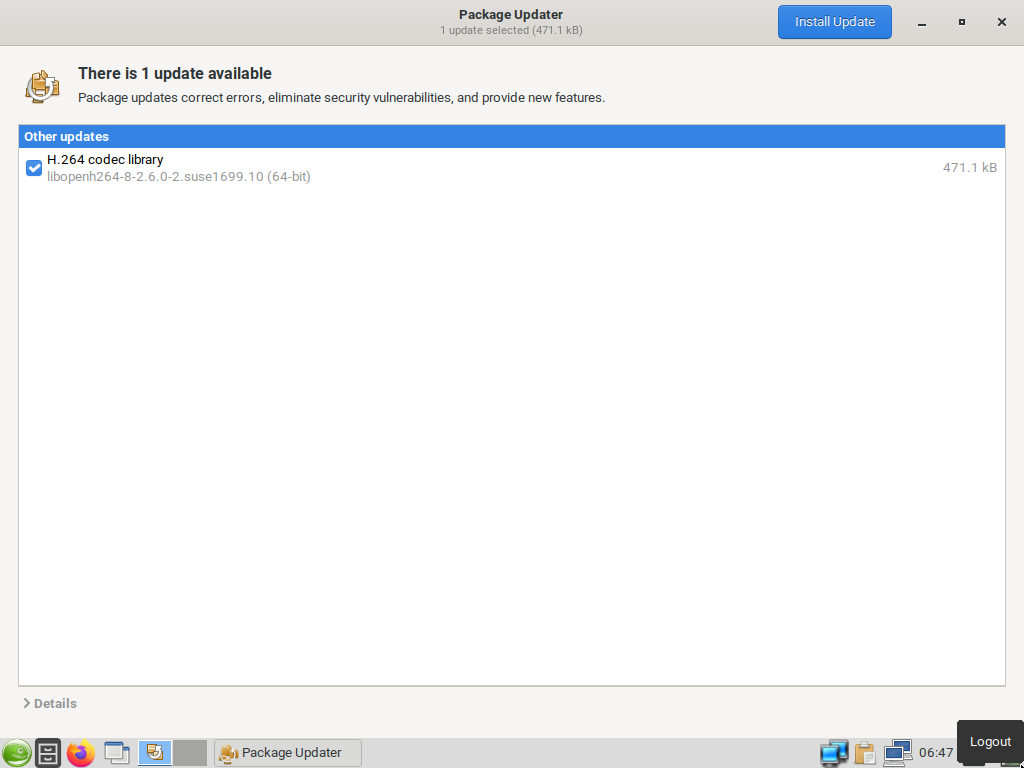 Package Updater
1 update selected (471.1 kB)
Install Update
There is 1 update available
Package updates correct errors, eliminate security vulnerabilities, and provide new features.
Other updates
H.264 codec library
libopenh264-8-2.6.0-2.suse1699.10 (64-bit)
471.1 kB
Details
Package Updater
06:47
Logout